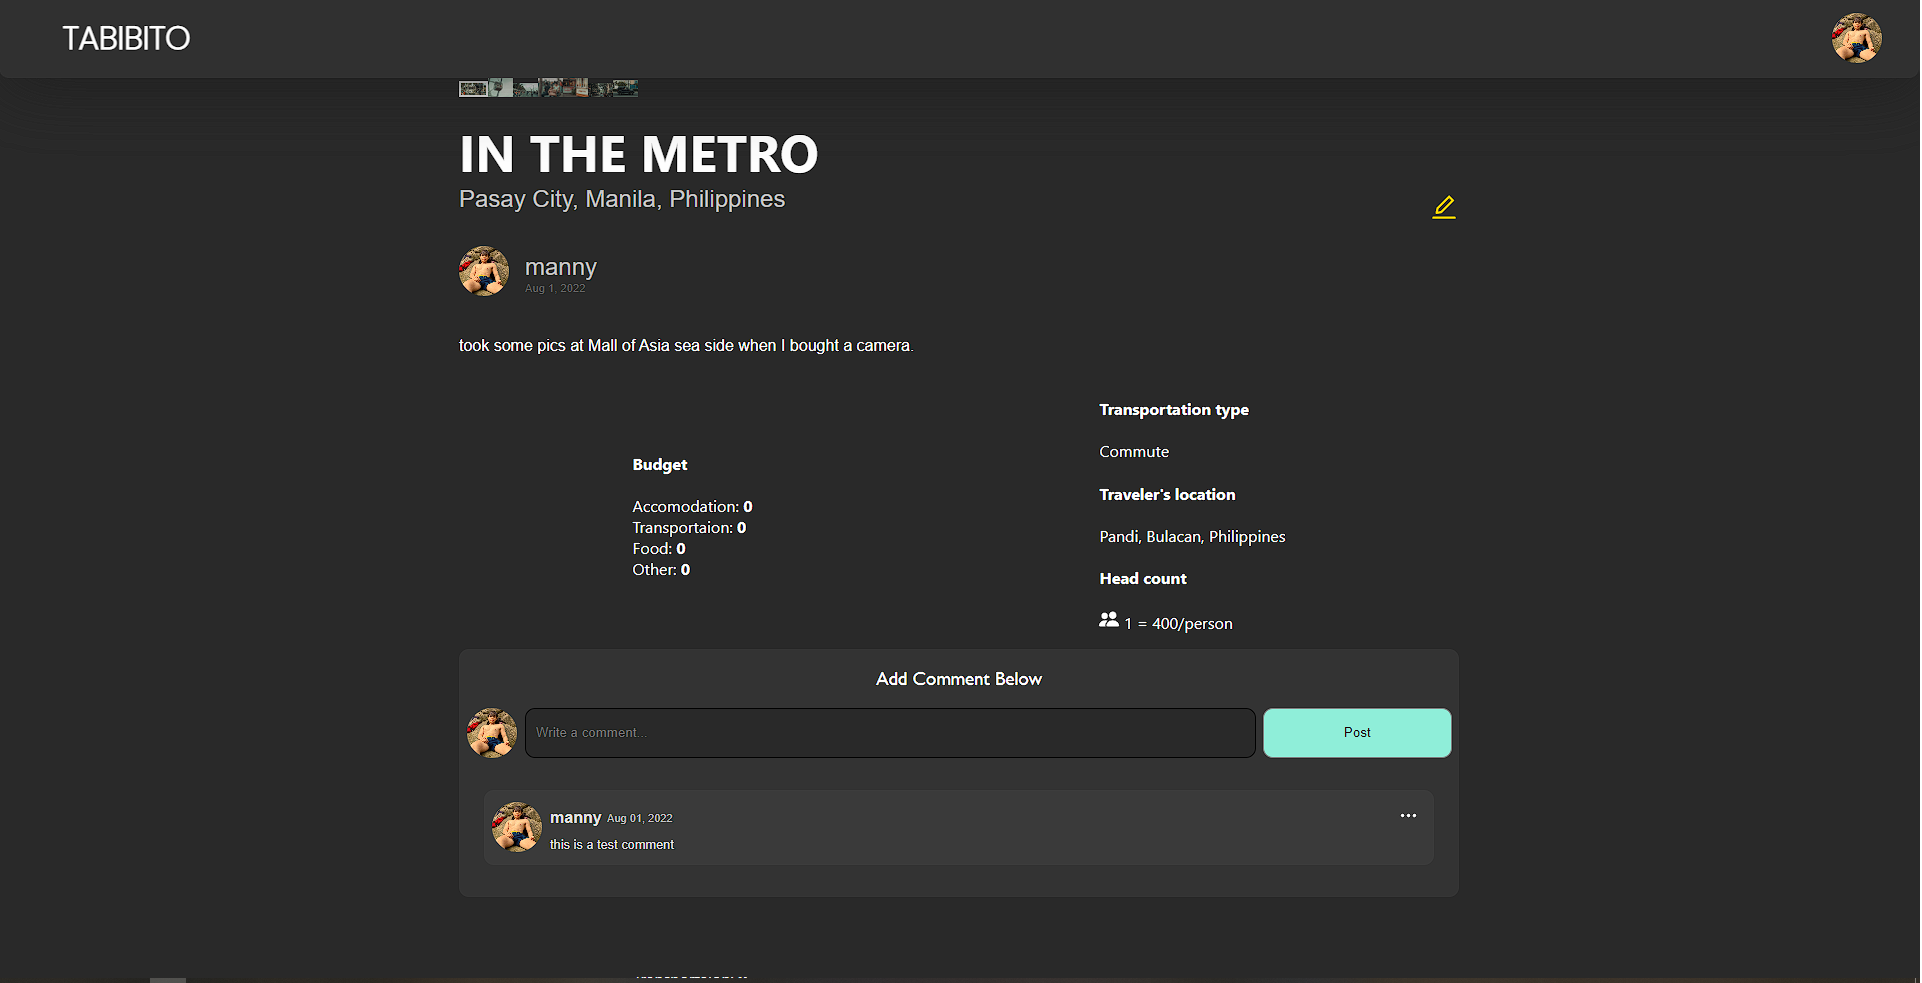 TABIBITO
IN THE METRO
Pasay City, Manila, Philippines
manny
Aug 1, 2022
took some pics at Mall of Asia sea side when I bought a camera.
Budget
Accomodation: 0
Transportaion: 0
Food: 0
Other: 0
Transportation type
Commute
Traveler's location
Pandi, Bulacan, Philippines
Head count
1 = 400/person
Add Comment Below
Write a comment...
Post
manny Aug 01, 2022
this is a test comment